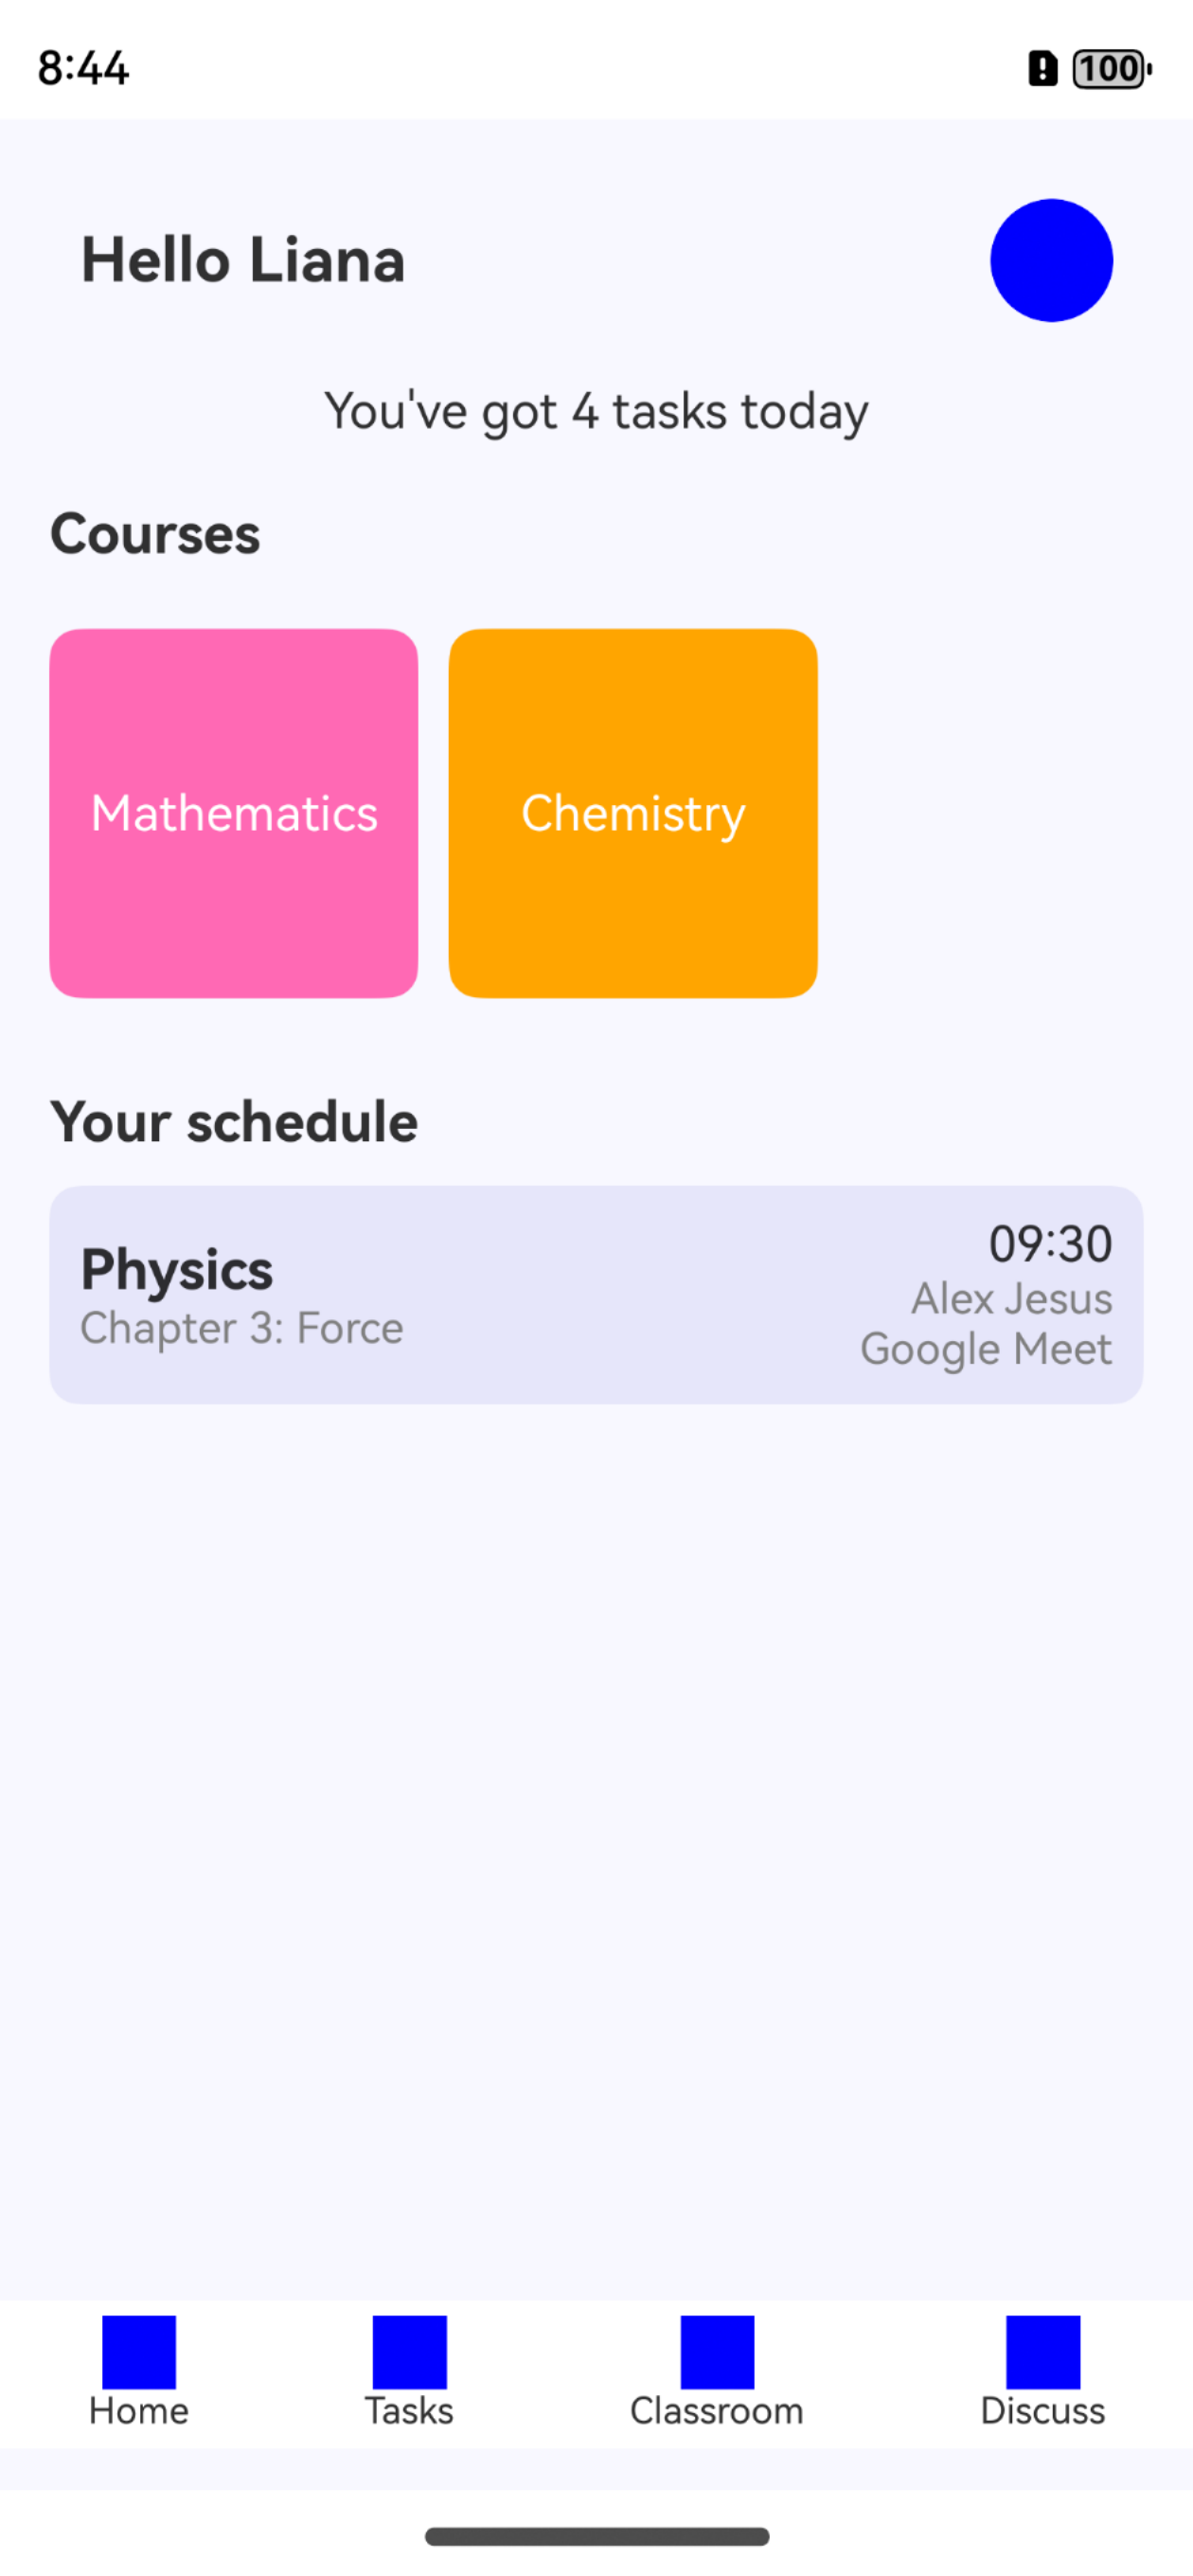 8:44
100
Hello Liana
You've got 4 tasks today
Courses
Mathematics
Chemistry
Your schedule
Physics
Chapter 3: Force
09:30
Alex Jesus
Google Meet
Home
Tasks
Classroom
Discuss